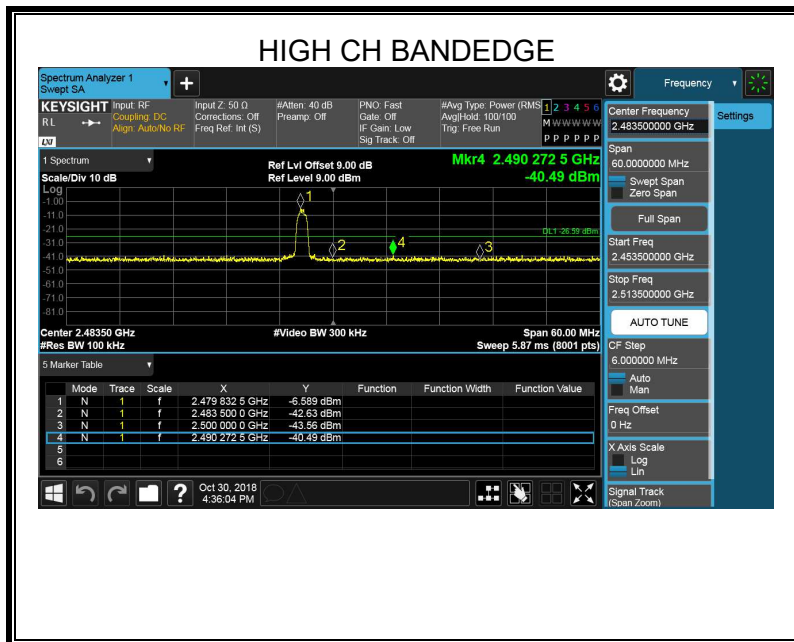 HIGH CH BANDEDGE
Spectrum Analyzer 1
Swept SA
+
Frequency
KEYSIGHT
RL
LXI
Input: RF
Coupling: DC
Align: Auto/No RF
Input Z: 50 Ω
Corrections: Off
Freq Ref: Int (S)
#Atten: 40 dB
Preamp: Off
PNO: Fast
Gate: Off
IF Gain: Low
Sig Track: Off
#Avg Type: Power (RMS
Avg|Hold: 100/100
Trig: Free Run
1 2 3 4 5 6
M W W W W W
P P P P P P
1 Spectrum
Scale/Div 10 dB
Ref Lvl Offset 9.00 dB
Ref Level 9.00 dBm
Mkr4 2.490 272 5 GHz
-40.49 dBm
Log
-1.00
-11.0
-21.0
-31.0
-41.0
-51.0
-61.0
-71.0
-81.0
1
2
4
3
DL1 -26.59 dBm
Center 2.48350 GHz
#Res BW 100 kHz
#Video BW 300 kHz
Span 60.00 MHz
Sweep 5.87 ms (8001 pts)
5 Marker Table
Mode Trace Scale X Y Function Function Width Function Value
1 N 1 f 2.479 832 5 GHz -6.589 dBm
2 N 1 f 2.483 500 0 GHz -42.63 dBm
3 N 1 f 2.500 000 0 GHz -43.56 dBm
4 N 1 f 2.490 272 5 GHz -40.49 dBm
5
6
?
Oct 30, 2018
4:36:04 PM
Center Frequency
2.483500000 GHz
Settings
Span
60.0000000 MHz
Swept Span
Zero Span
Full Span
Start Freq
2.453500000 GHz
Stop Freq
2.513500000 GHz
AUTO TUNE
CF Step
6.000000 MHz
Auto
Man
Freq Offset
0 Hz
X Axis Scale
Log
Lin
Signal Track
(Span Zoom)